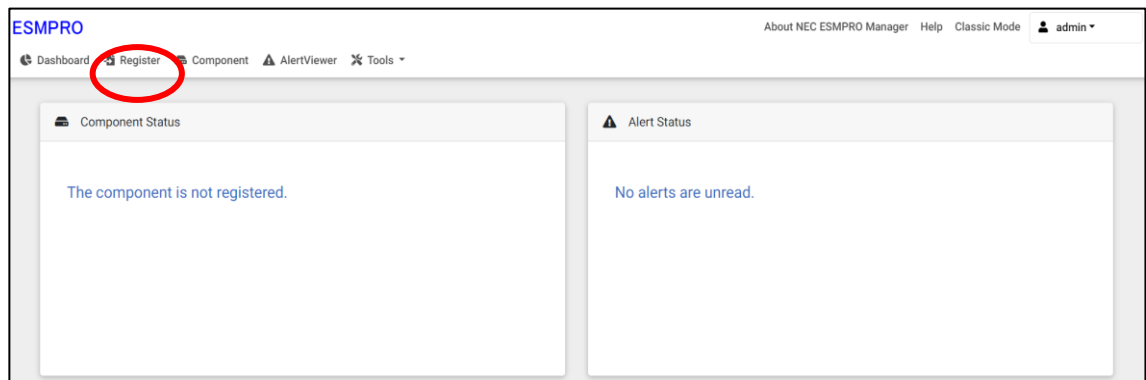 ESMPRO
About NEC ESMPRO Manager Help Classic Mode admin
Dashboard Register Component AlertViewer Tools
Component Status
Alert Status
The component is not registered.
No alerts are unread.